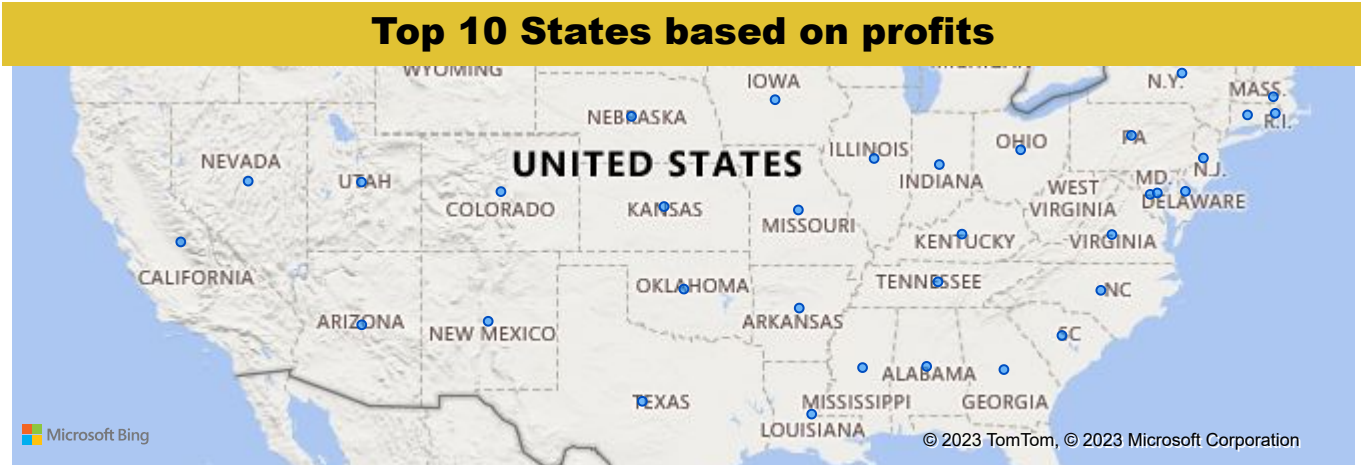 Top 10 States based on profits
WYOMING
IOWA
N.Y.
MASS.
NEBRASKA
R.I.
ILLINOIS
OHIO
PA
NEVADA
UTAH
UNITED STATES
INDIANA
MD.
N.J.
WEST
VIRGINIA
DELAWARE
COLORADO
KANSAS
MISSOURI
KENTUCKY
VIRGINIA
CALIFORNIA
OKLAHOMA
TENNESSEE
NC
ARIZONA
NEW MEXICO
ARKANSAS
SC
ALABAMA
TEXAS
MISSISSIPPI
GEORGIA
LOUISIANA
Microsoft Bing
© 2023 TomTom, © 2023 Microsoft Corporation